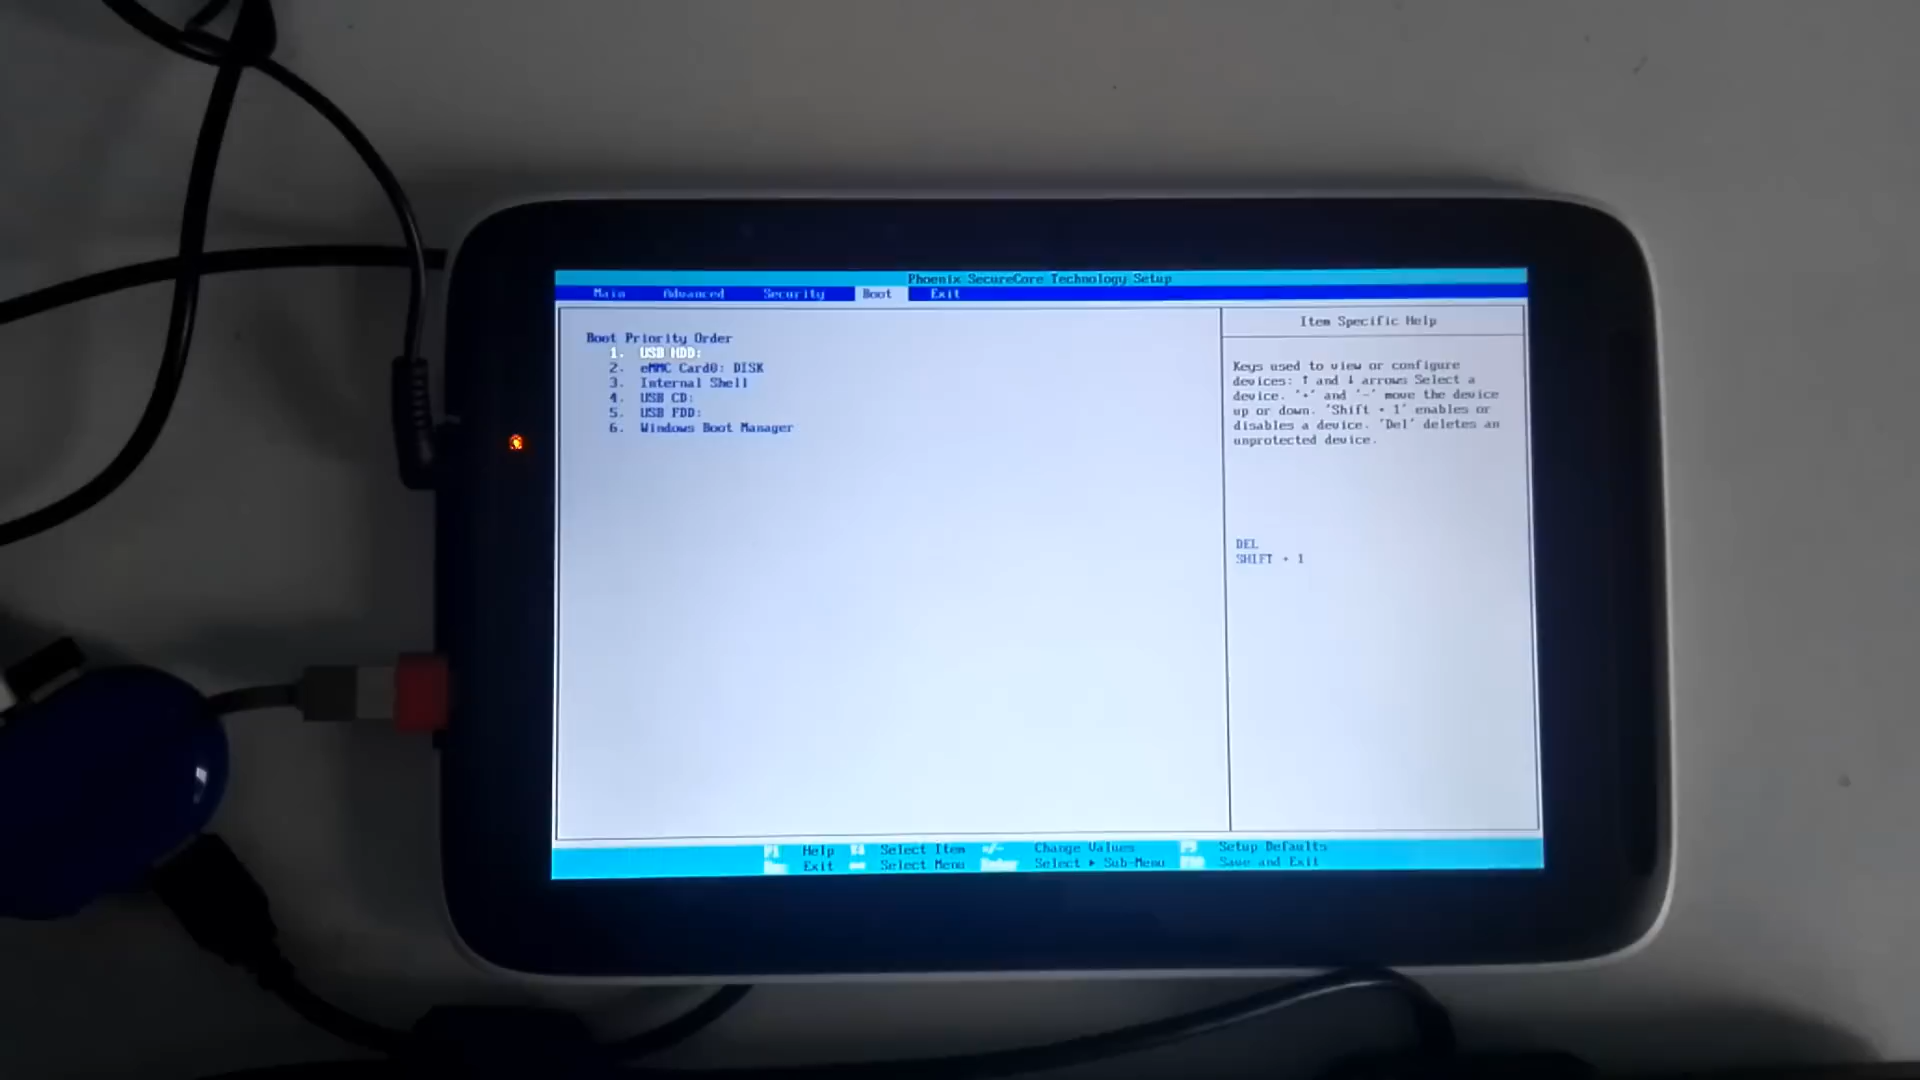 Phoenix SecureCore Technology Setup
Main Advanced Security Boot Exit
Boot Priority Order
1. USB HDD:
2. eMMC Card0: DISK
3. Internal Shell
4. USB CD:
5. USB FDD:
6. Windows Boot Manager
Item Specific Help
Keys used to view or configure
devices: ↑ and ↓ arrows Select a
device. '+' and '-' move the device
up or down. 'Shift + 1' enables or
disables a device. 'Del' deletes an
unprotected device.
DEL
SHIFT + 1
F1 Help ↑↓ Select Item +/- Change Values F9 Setup Defaults
Exit Select Menu Enter Select ▶ Sub-Menu F10 Save and Exit